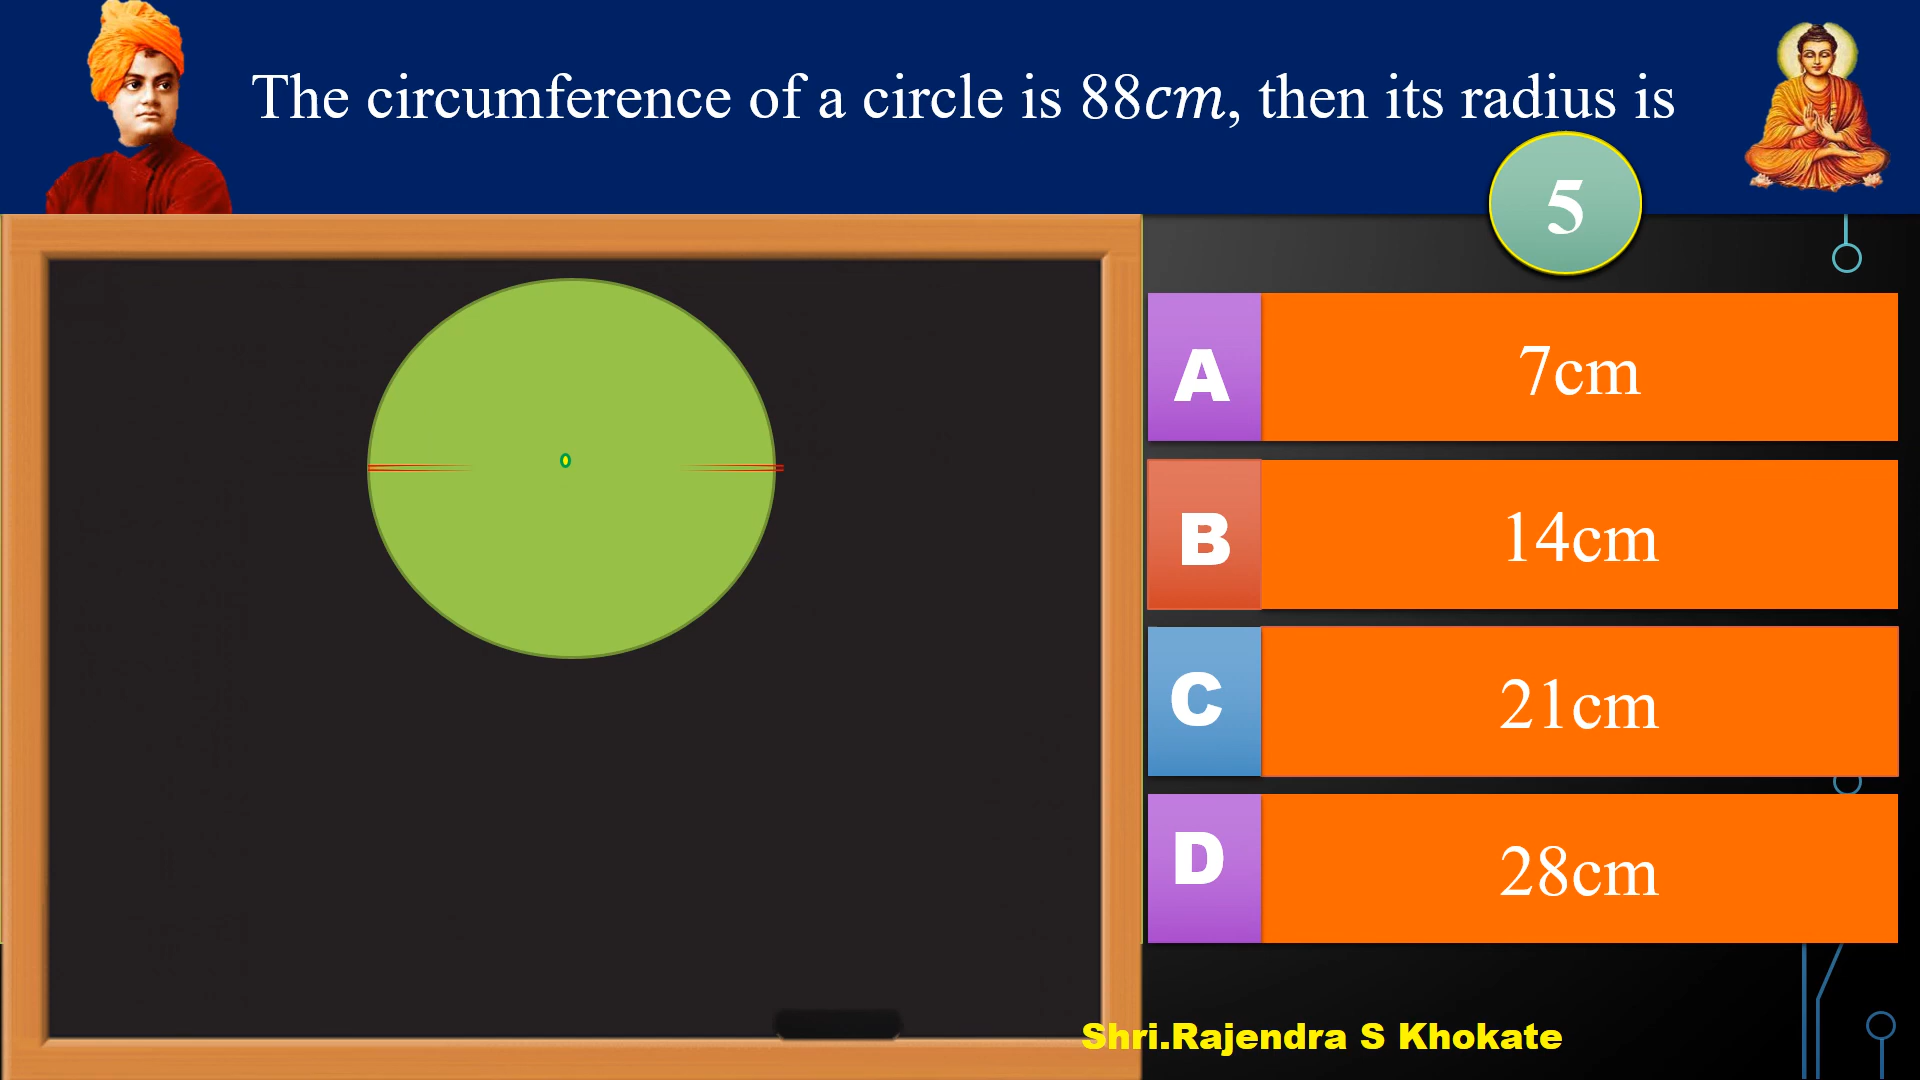 The circumference of a circle is 88cm, then its radius is
5
A
7cm
B
14cm
C
21cm
D
28cm
Shri.Rajendra S Khokate